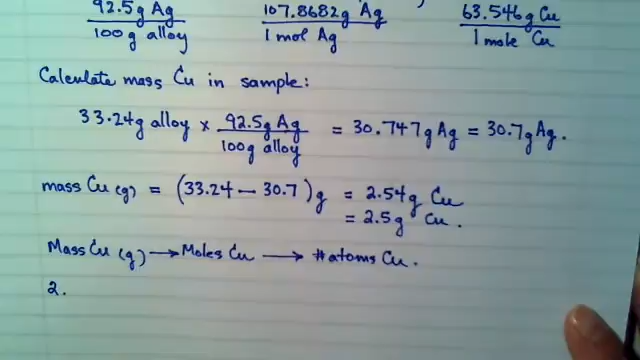 92.5g Ag / 100g alloy    107.8682g Ag / 1 mol Ag    63.546g Cu / 1 mole Cu
Calculate mass Cu in sample:
33.24g alloy × 92.5g Ag / 100g alloy = 30.747g Ag = 30.7g Ag.
mass Cu (g) = (33.24 — 30.7)g = 2.54g Cu
= 2.5g Cu.
Mass Cu (g) → Moles Cu → # atoms Cu.
2.